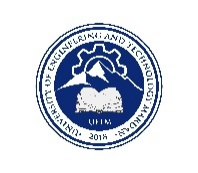 UNIVERSITY OF ENGINEERING AND TECHNOLOGY MARDAN
UETM
2018